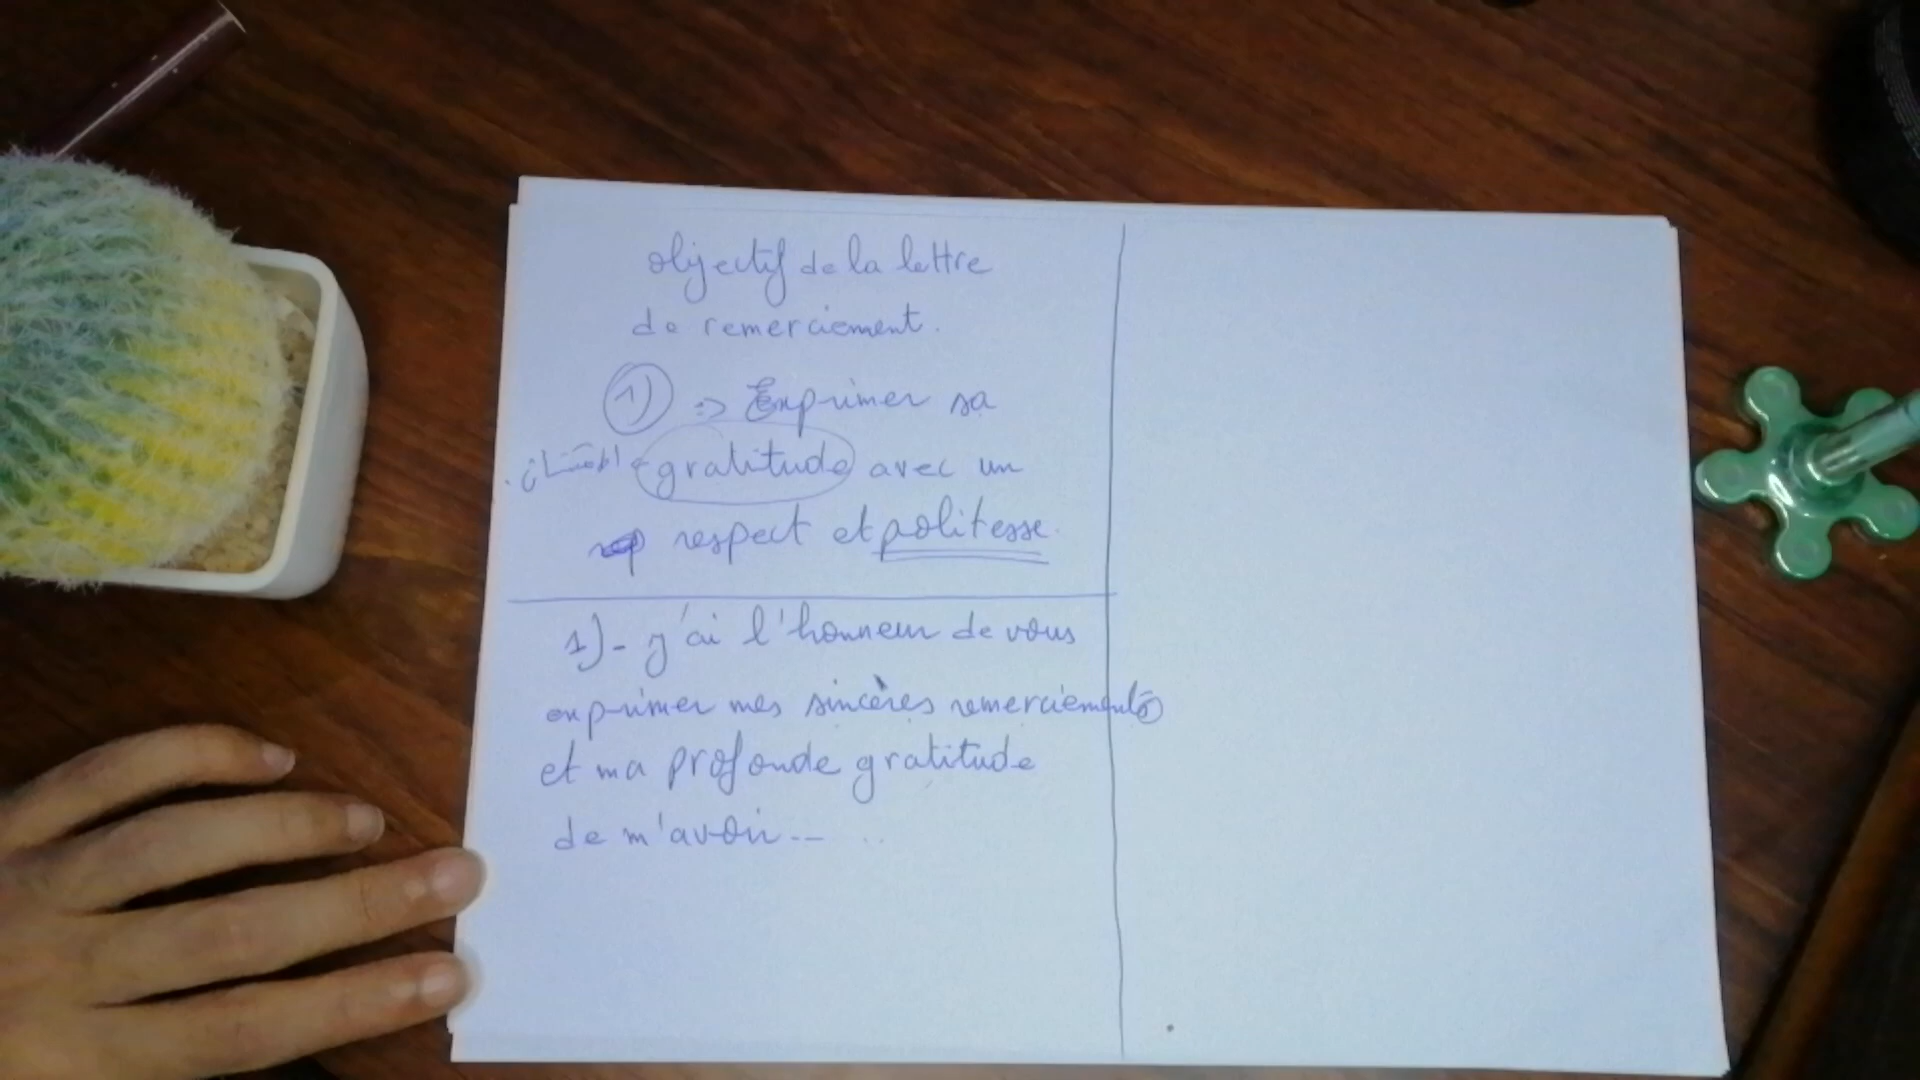 objectif de la lettre
de remerciement.
1) => Exprimer sa
gratitude avec un
respect et politesse.
1)- j'ai l'honneur de vous
exprimer mes sincères remerciements
et ma profonde gratitude
de m'avoir-- ..